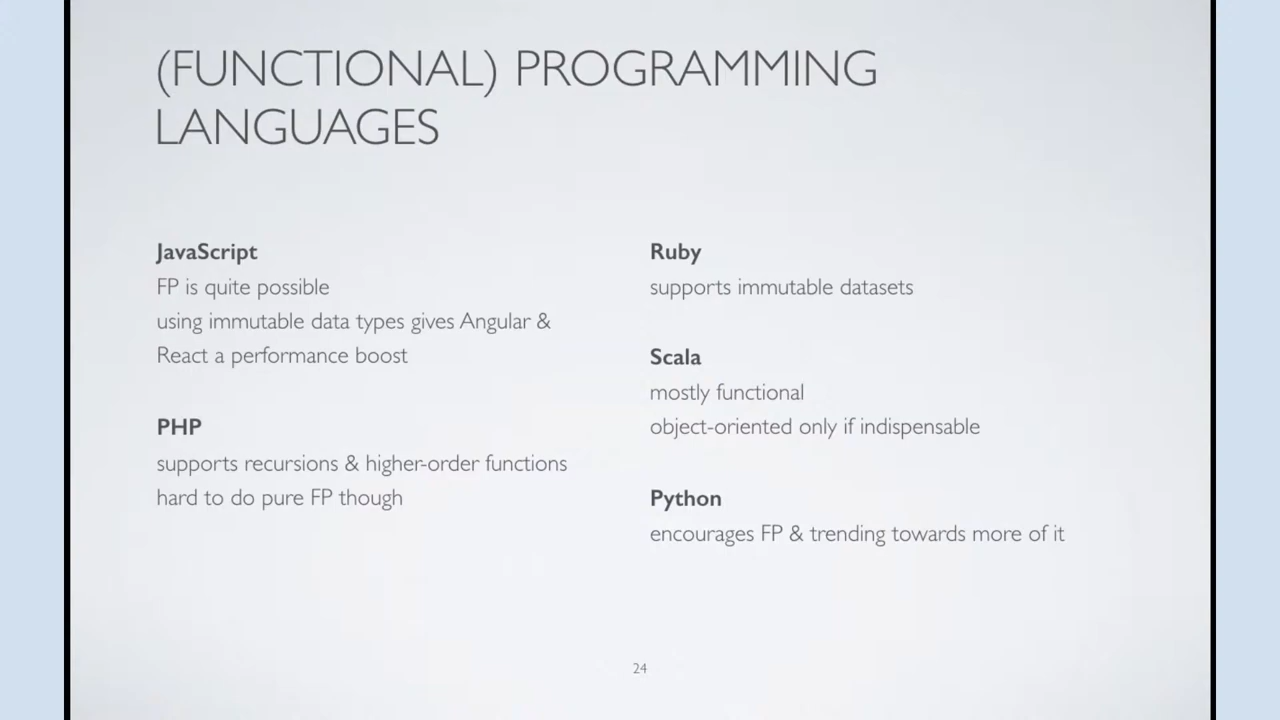 (FUNCTIONAL) PROGRAMMING
LANGUAGES
JavaScript
FP is quite possible
using immutable data types gives Angular &
React a performance boost
PHP
supports recursions & higher-order functions
hard to do pure FP though
Ruby
supports immutable datasets
Scala
mostly functional
object-oriented only if indispensable
Python
encourages FP & trending towards more of it
24